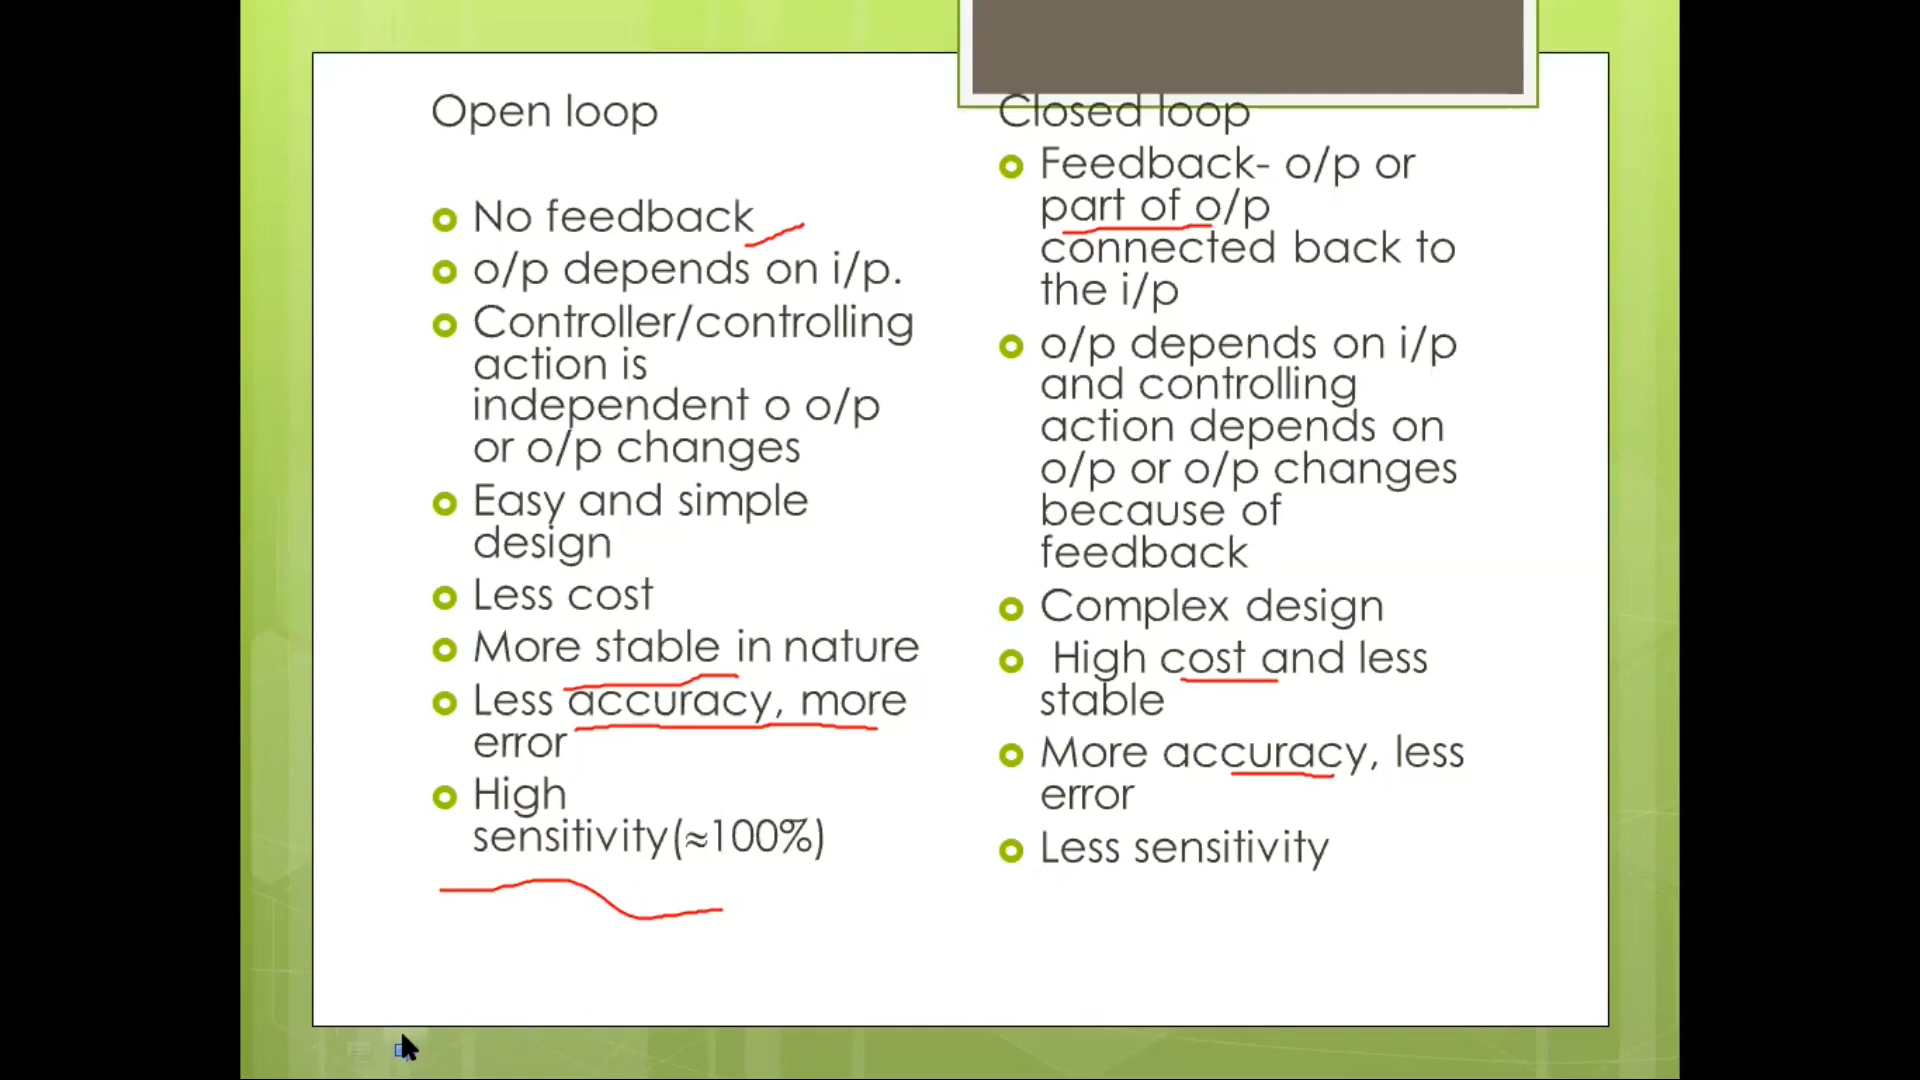 Open loop
No feedback
o/p depends on i/p.
Controller/controlling
action is
independent o o/p
or o/p changes
Easy and simple
design
Less cost
More stable in nature
Less accuracy, more
error
High
sensitivity(≈100%)
Closed loop
Feedback- o/p or
part of o/p
connected back to
the i/p
o/p depends on i/p
and controlling
action depends on
o/p or o/p changes
because of
feedback
Complex design
High cost and less
stable
More accuracy, less
error
Less sensitivity